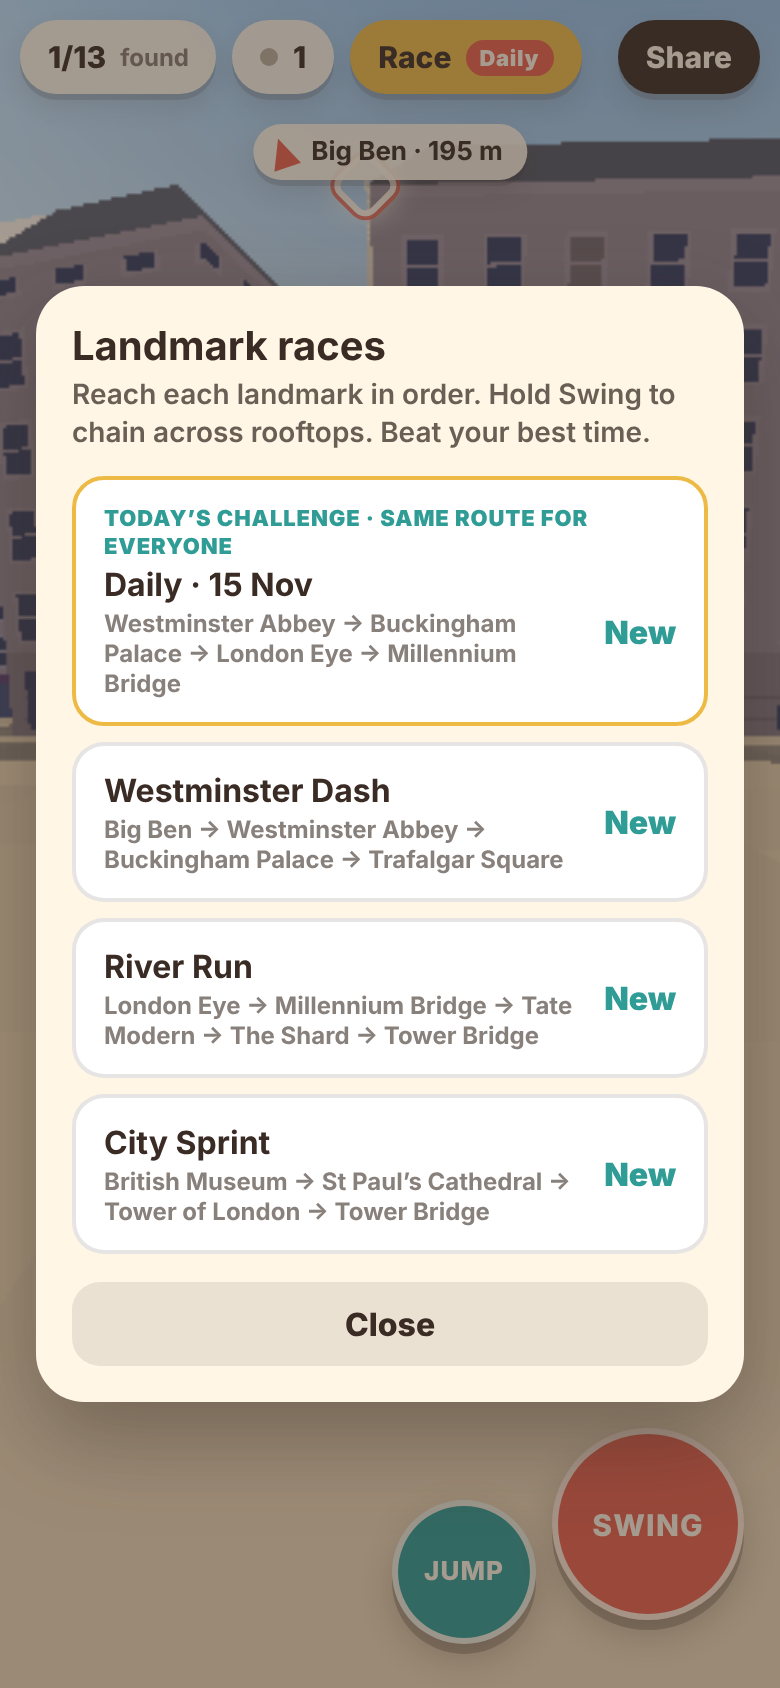 1/13 found
1
Race Daily
Share
Big Ben · 195 m
Landmark races
Reach each landmark in order. Hold Swing to
chain across rooftops. Beat your best time.
TODAY’S CHALLENGE · SAME ROUTE FOR
EVERYONE
Daily · 15 Nov
Westminster Abbey → Buckingham
Palace → London Eye → Millennium
Bridge
New
Westminster Dash
Big Ben → Westminster Abbey →
Buckingham Palace → Trafalgar Square
New
River Run
London Eye → Millennium Bridge → Tate
Modern → The Shard → Tower Bridge
New
City Sprint
British Museum → St Paul’s Cathedral →
Tower of London → Tower Bridge
New
Close
SWING
JUMP